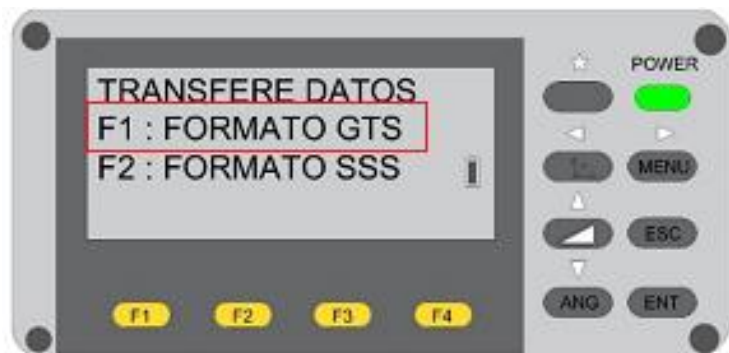 TRANSFERE DATOS
F1 : FORMATO GTS
F2 : FORMATO SSS
POWER
MENU
ESC
ANG
ENT
F1
F2
F3
F4